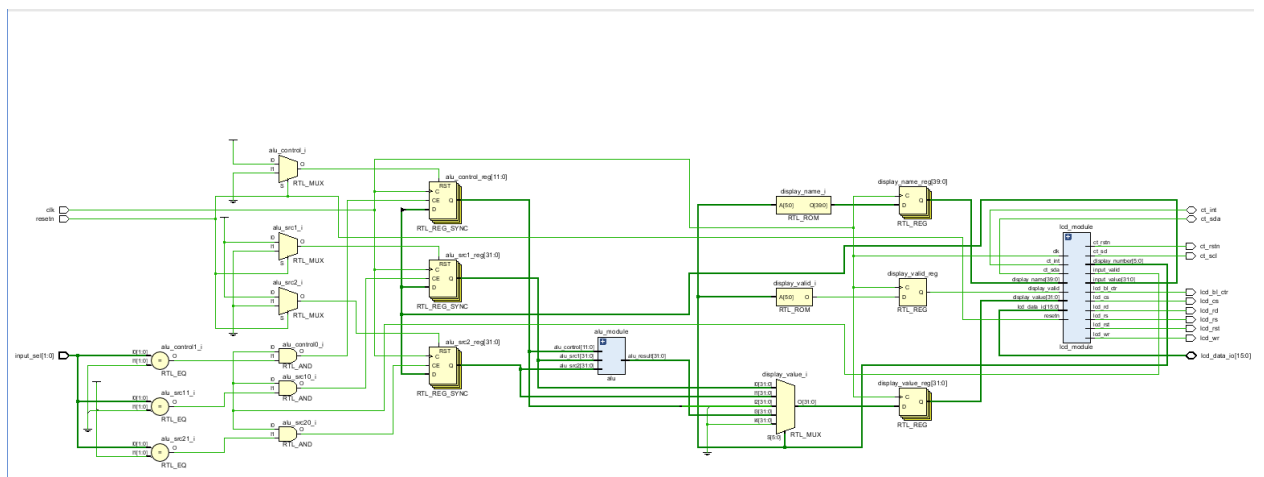 alu_control_i
I0
I1
O
S
RTL_MUX
clk
resetn
alu_control_reg[11:0]
RST
C
CE
Q
D
RTL_REG_SYNC
alu_src1_i
I0
I1
O
S
RTL_MUX
alu_src1_reg[31:0]
RST
C
CE
Q
D
RTL_REG_SYNC
alu_src2_i
I0
I1
O
S
RTL_MUX
alu_src2_reg[31:0]
RST
C
CE
Q
D
RTL_REG_SYNC
input_sel[1:0]
alu_control1_i
I0[1:0]
I1[1:0]
O
=
RTL_EQ
alu_control0_i
I0
I1
O
RTL_AND
alu_src11_i
I0[1:0]
I1[1:0]
O
=
RTL_EQ
alu_src10_i
I0
I1
O
RTL_AND
alu_src21_i
I0[1:0]
I1[1:0]
O
=
RTL_EQ
alu_src20_i
I0
I1
O
RTL_AND
alu_module
alu_control[11:0]
alu_src1[31:0]
alu_src2[31:0]
alu_result[31:0]
alu
display_name_i
A[5:0]
O[39:0]
RTL_ROM
display_name_reg[39:0]
C
D
Q
RTL_REG
display_valid_i
A[5:0]
O
RTL_ROM
display_valid_reg
C
D
Q
RTL_REG
display_value_i
I0[31:0]
I1[31:0]
I2[31:0]
I3[31:0]
I4[31:0]
O[31:0]
S[5:0]
RTL_MUX
display_value_reg[31:0]
C
D
Q
RTL_REG
lcd_module
clk
ct_int
ct_sda
display_name[39:0]
display_valid
display_value[31:0]
lcd_data_io[15:0]
resetn
ct_rstn
ct_scl
display_number[5:0]
input_valid
input_value[31:0]
lcd_bl_ctr
lcd_cs
lcd_rd
lcd_rs
lcd_rst
lcd_wr
lcd_module
ct_int
ct_sda
ct_rstn
ct_scl
lcd_bl_ctr
lcd_cs
lcd_rd
lcd_rs
lcd_rst
lcd_wr
lcd_data_io[15:0]